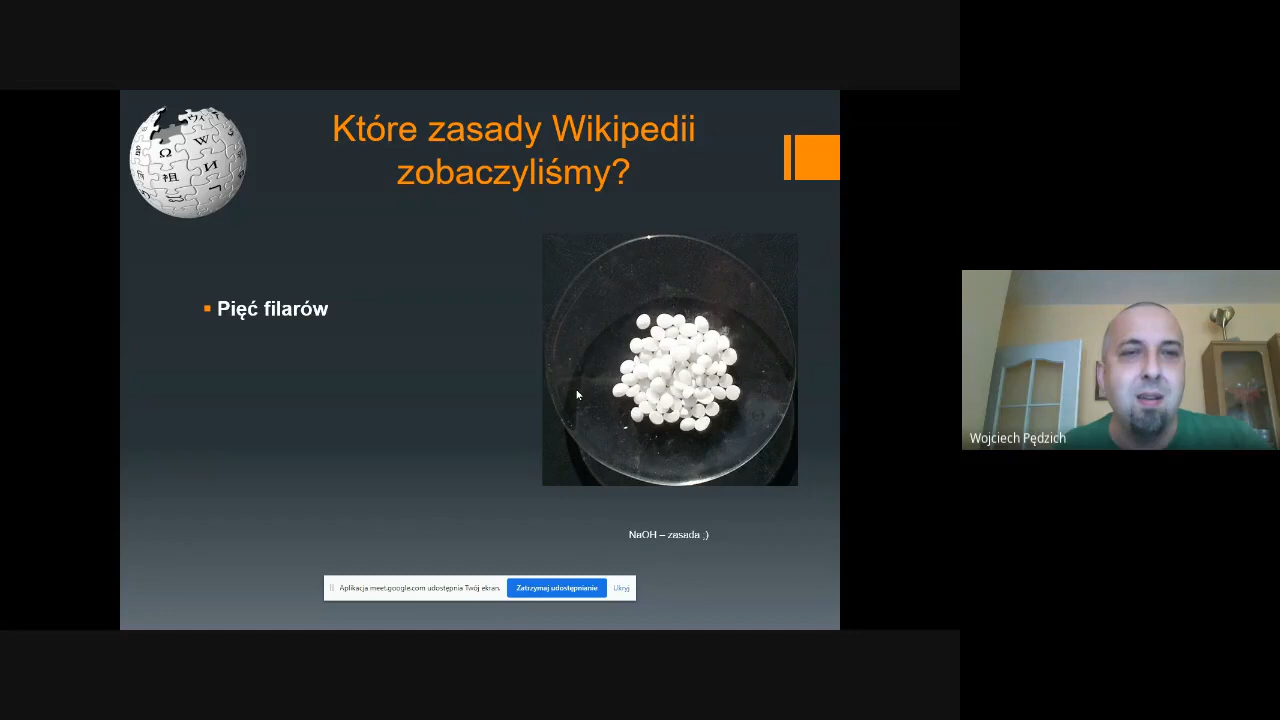 Które zasady Wikipedii
zobaczyliśmy?
Ω
W
И
祖
Pięć filarów
NaOH – zasada ;)
Aplikacja meet.google.com udostępnia Twój ekran.
Zatrzymaj udostępnianie
Ukryj
Wojciech Pędzich